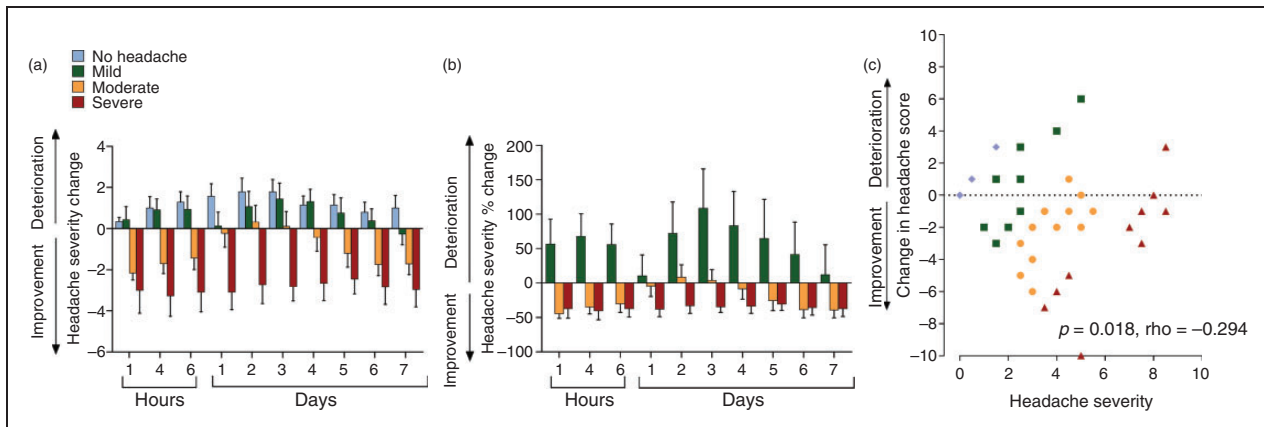 (a)
No headache
Mild
Moderate
Severe
Deterioration
Improvement
Headache severity change
4
2
0
−2
−4
−6
1 4 6 1 2 3 4 5 6 7
Hours Days
(b)
Deterioration
Improvement
Headache severity % change
200
150
100
50
0
−50
−100
1 4 6 1 2 3 4 5 6 7
Hours Days
(c)
Deterioration
Improvement
Change in headache score
10
8
6
4
2
0
−2
−4
−6
−8
−10
p = 0.018, rho = −0.294
0 2 4 6 8 10
Headache severity